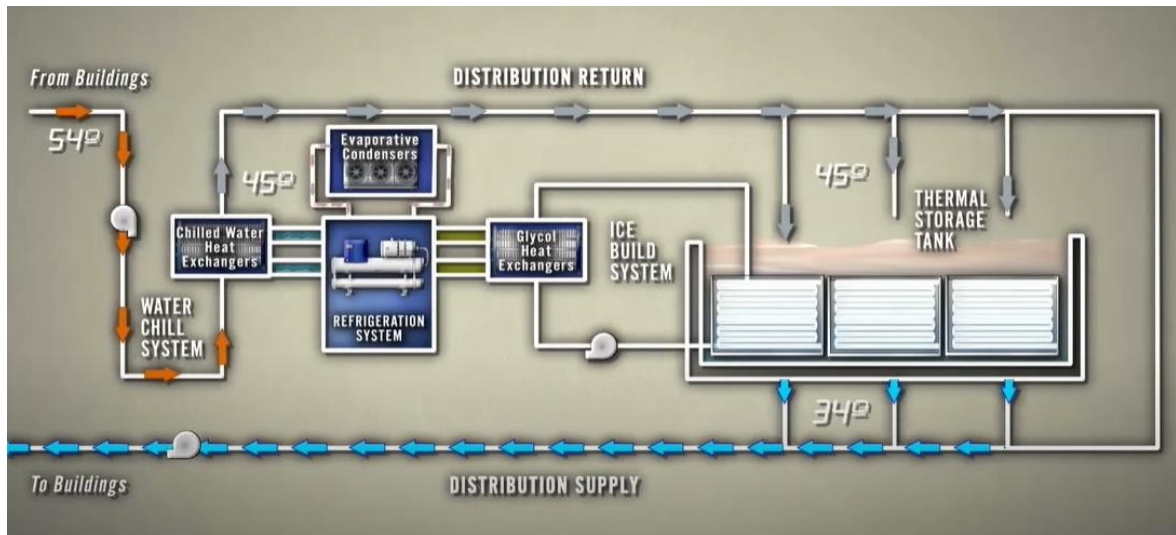 From Buildings
DISTRIBUTION RETURN
54º
45º
Evaporative
Condensers
45º
THERMAL
STORAGE
TANK
Chilled Water
Heat
Exchangers
Glycol
Heat
Exchangers
ICE
BUILD
SYSTEM
WATER
CHILL
SYSTEM
REFRIGERATION
SYSTEM
34º
To Buildings
DISTRIBUTION SUPPLY